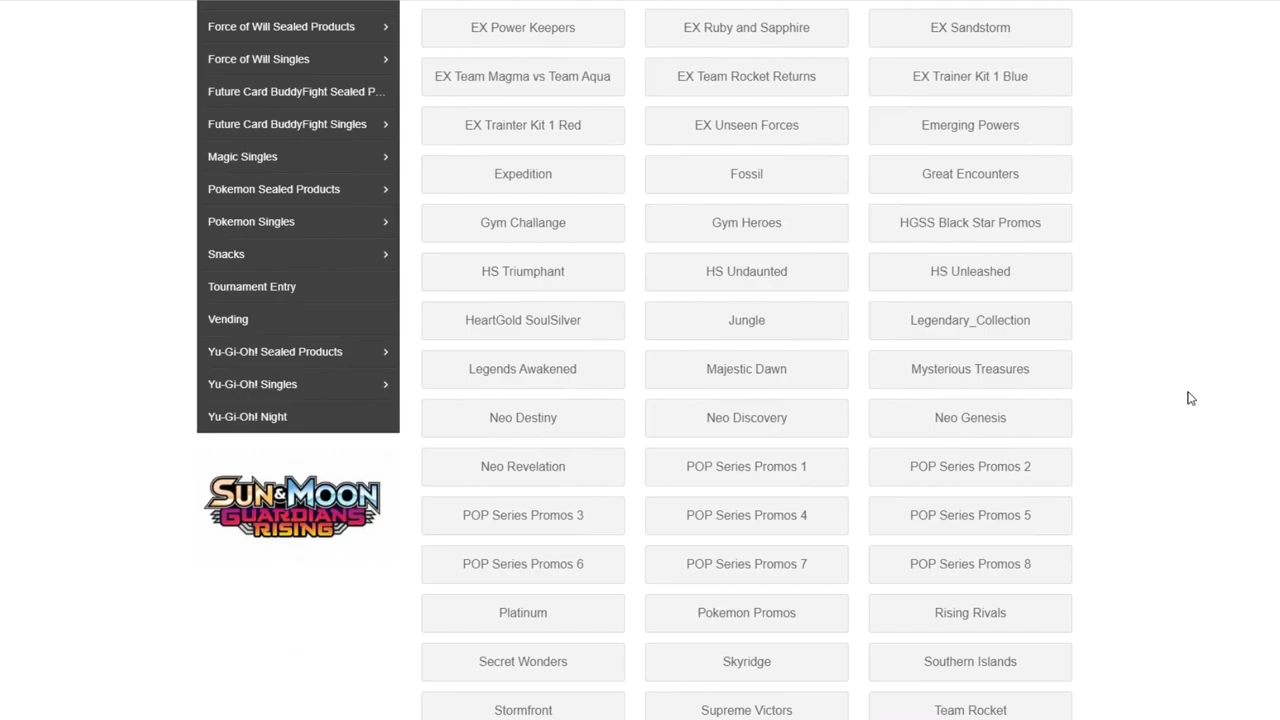 Force of Will Sealed Products
Force of Will Singles
Future Card BuddyFight Sealed P...
Future Card BuddyFight Singles
Magic Singles
Pokemon Sealed Products
Pokemon Singles
Snacks
Tournament Entry
Vending
Yu-Gi-Oh! Sealed Products
Yu-Gi-Oh! Singles
Yu-Gi-Oh! Night
SUN & MOON
GUARDIANS
RISING
EX Power Keepers
EX Ruby and Sapphire
EX Sandstorm
EX Team Magma vs Team Aqua
EX Team Rocket Returns
EX Trainer Kit 1 Blue
EX Trainter Kit 1 Red
EX Unseen Forces
Emerging Powers
Expedition
Fossil
Great Encounters
Gym Challange
Gym Heroes
HGSS Black Star Promos
HS Triumphant
HS Undaunted
HS Unleashed
HeartGold SoulSilver
Jungle
Legendary_Collection
Legends Awakened
Majestic Dawn
Mysterious Treasures
Neo Destiny
Neo Discovery
Neo Genesis
Neo Revelation
POP Series Promos 1
POP Series Promos 2
POP Series Promos 3
POP Series Promos 4
POP Series Promos 5
POP Series Promos 6
POP Series Promos 7
POP Series Promos 8
Platinum
Pokemon Promos
Rising Rivals
Secret Wonders
Skyridge
Southern Islands
Stormfront
Supreme Victors
Team Rocket